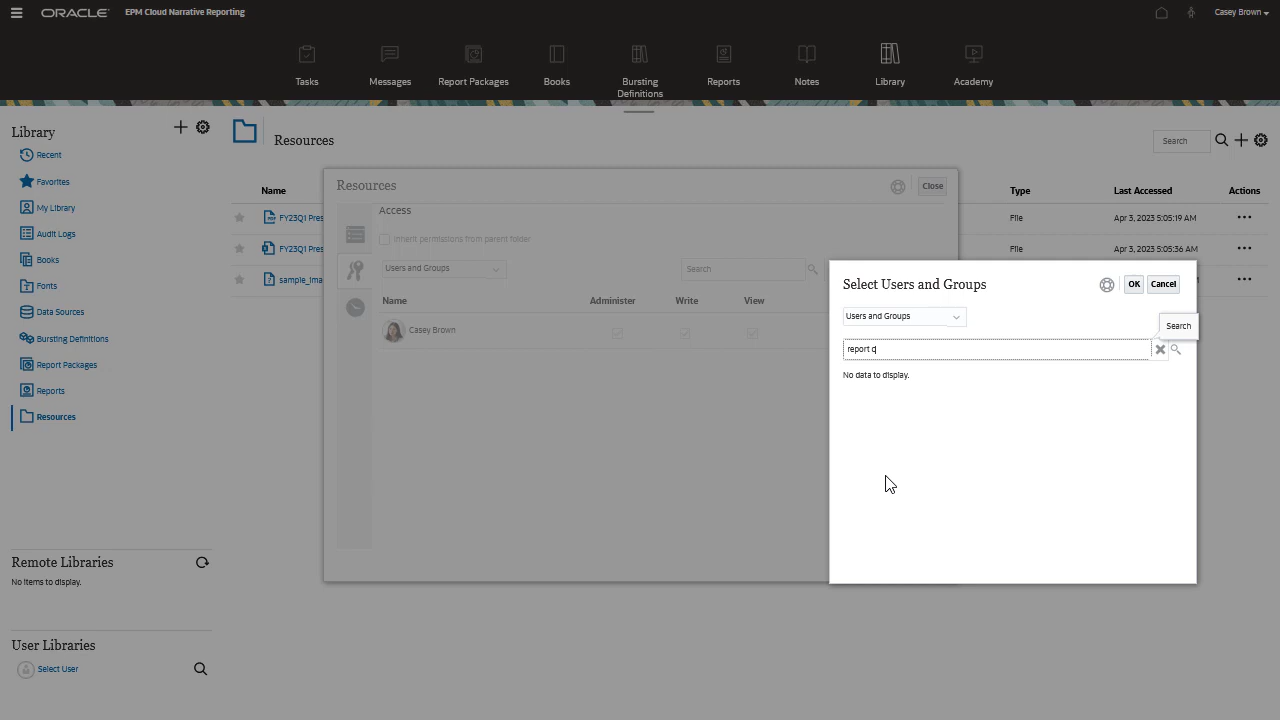 ORACLE EPM Cloud Narrative Reporting
Casey Brown
Tasks
Messages
Report Packages
Books
Bursting
Definitions
Reports
Notes
Library
Academy
Library
Recent
Favorites
My Library
Audit Logs
Books
Fonts
Data Sources
Bursting Definitions
Report Packages
Reports
Resources
Remote Libraries
No items to display.
User Libraries
Select User
Resources
Search
Name Type Last Accessed Actions
FY23Q1 Pres File Apr 3, 2023 5:05:19 AM
FY23Q1 Pres File Apr 3, 2023 5:05:36 AM
sample_ima
Resources
Close
Access
Inherit permissions from parent folder
Users and Groups
Search
Name Administer Write View
Casey Brown
Select Users and Groups
OK Cancel
Users and Groups
Search
report q
No data to display.